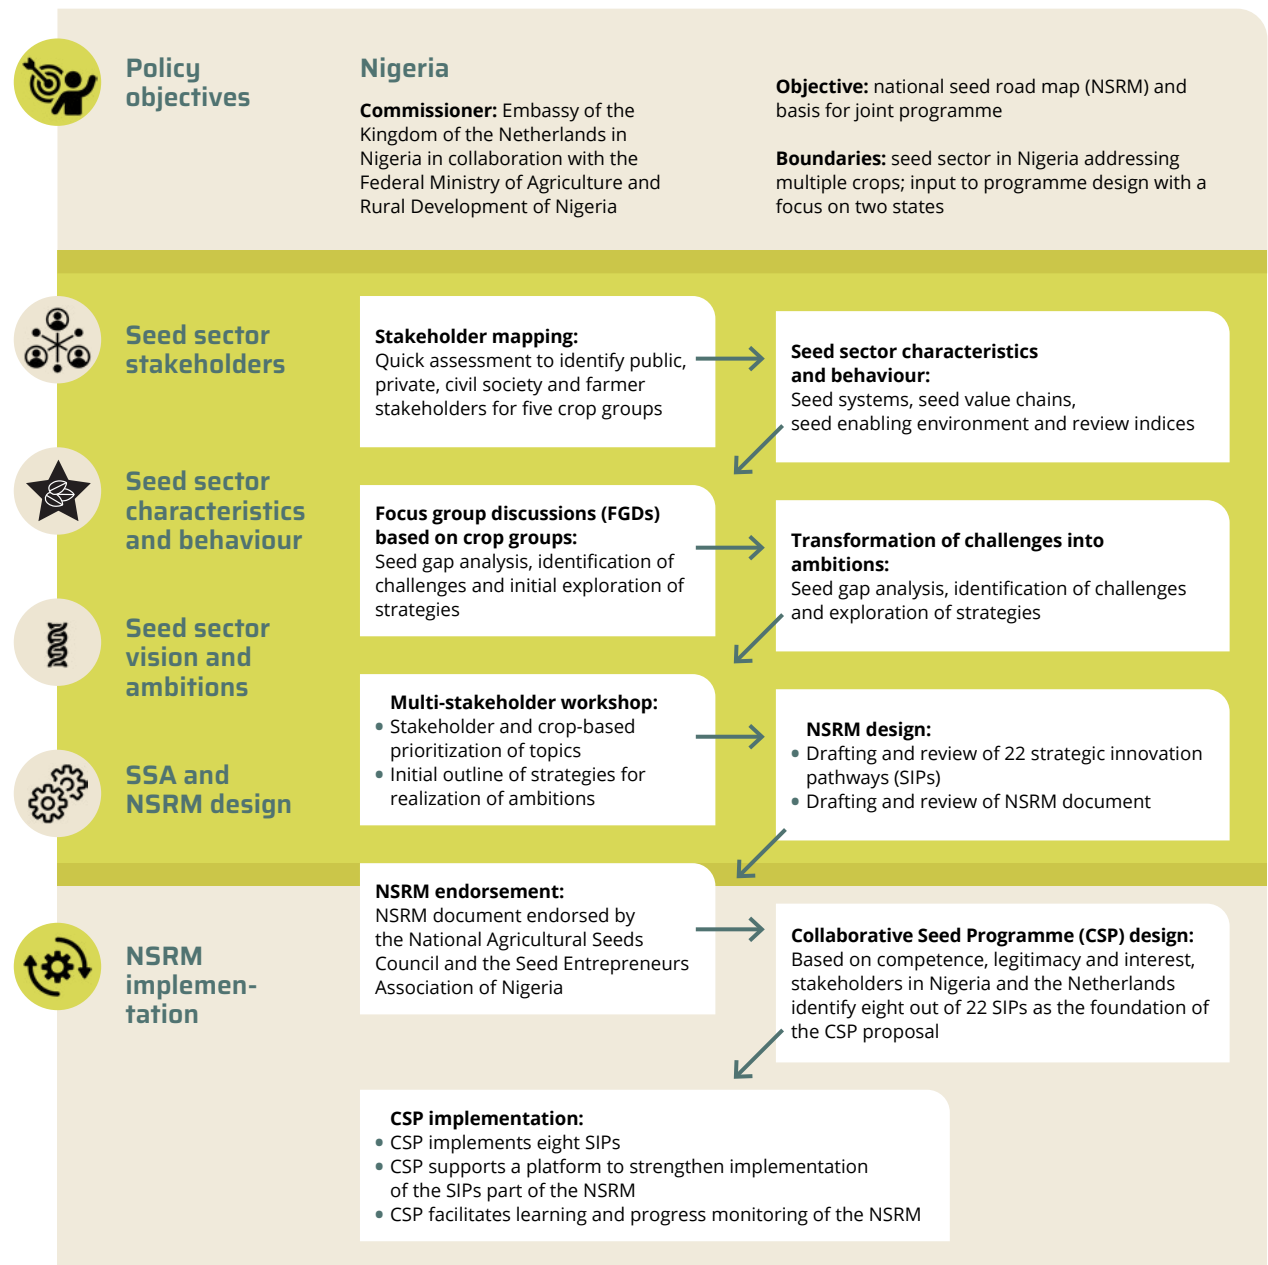 Policy
objectives
Nigeria
Commissioner: Embassy of the
Kingdom of the Netherlands in
Nigeria in collaboration with the
Federal Ministry of Agriculture and
Rural Development of Nigeria
Objective: national seed road map (NSRM) and
basis for joint programme
Boundaries: seed sector in Nigeria addressing
multiple crops; input to programme design with a
focus on two states
Seed sector
stakeholders
Stakeholder mapping:
Quick assessment to identify public,
private, civil society and farmer
stakeholders for five crop groups
Seed sector characteristics
and behaviour:
Seed systems, seed value chains,
seed enabling environment and review indices
Seed sector
characteristics
and behaviour
Focus group discussions (FGDs)
based on crop groups:
Seed gap analysis, identification of
challenges and initial exploration of
strategies
Transformation of challenges into
ambitions:
Seed gap analysis, identification of challenges
and exploration of strategies
Seed sector
vision and
ambitions
Multi-stakeholder workshop:
• Stakeholder and crop-based
prioritization of topics
• Initial outline of strategies for
realization of ambitions
NSRM design:
• Drafting and review of 22 strategic innovation
pathways (SIPs)
• Drafting and review of NSRM document
SSA and
NSRM design
NSRM endorsement:
NSRM document endorsed by
the National Agricultural Seeds
Council and the Seed Entrepreneurs
Association of Nigeria
Collaborative Seed Programme (CSP) design:
Based on competence, legitimacy and interest,
stakeholders in Nigeria and the Netherlands
identify eight out of 22 SIPs as the foundation of
the CSP proposal
NSRM
implemen-
tation
CSP implementation:
• CSP implements eight SIPs
• CSP supports a platform to strengthen implementation
of the SIPs part of the NSRM
• CSP facilitates learning and progress monitoring of the NSRM